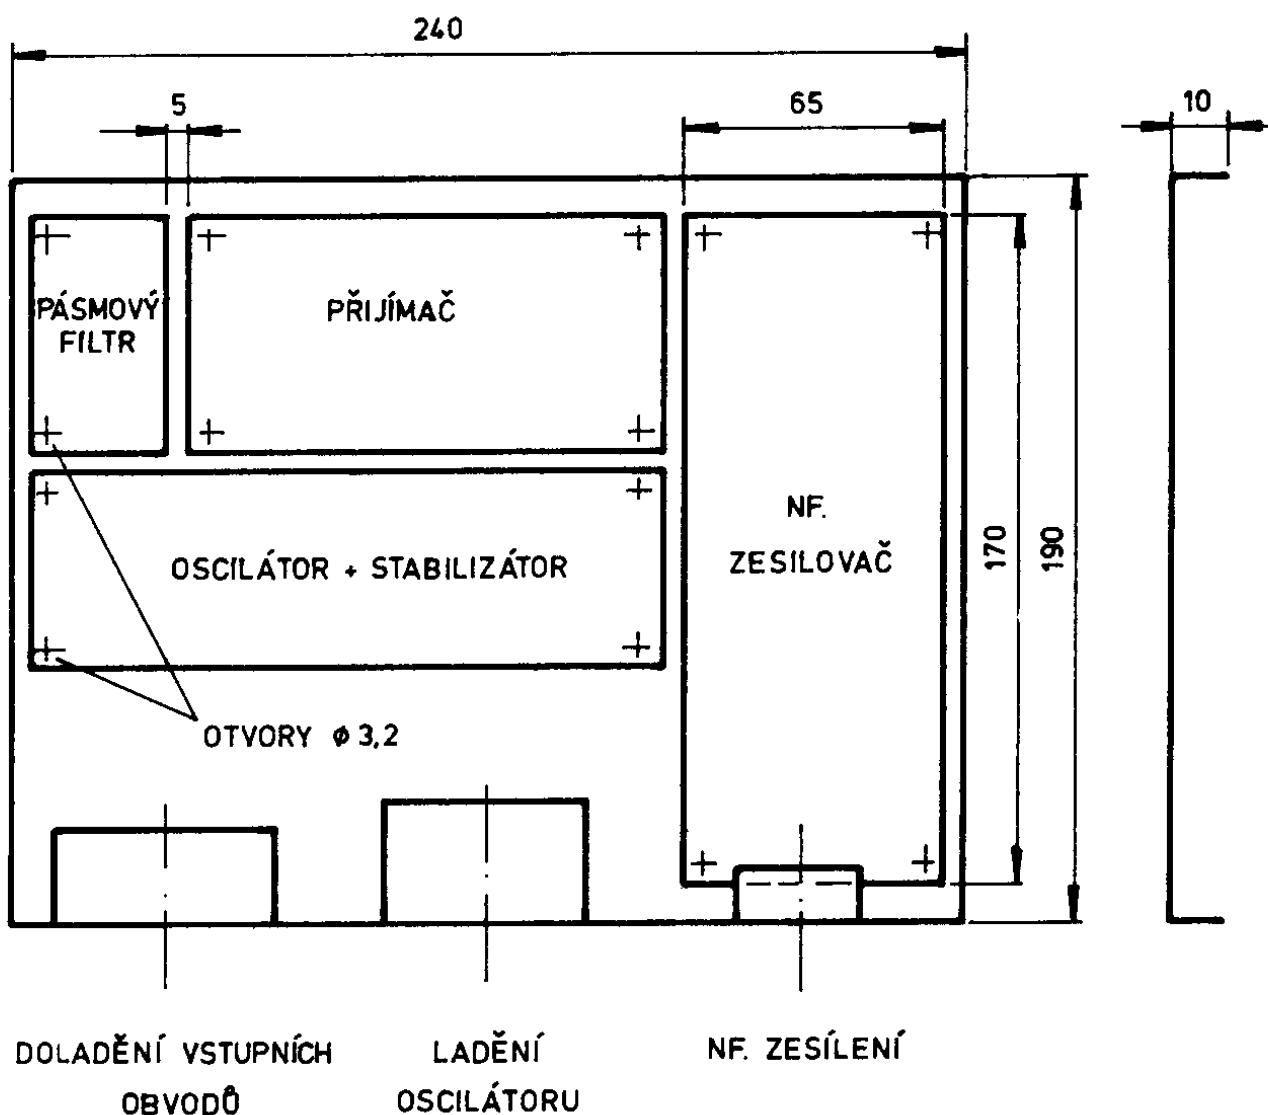 240
5
65
10
PÁSMOVÝ
FILTR
PŘIJÍMAČ
NF.
ZESILOVAČ
OSCILÁTOR + STABILIZÁTOR
170
190
OTVORY ϕ 3,2
DOLADĚNÍ VSTUPNÍCH
OBVODŮ
LADĚNÍ
OSCILÁTORU
NF. ZESÍLENÍ